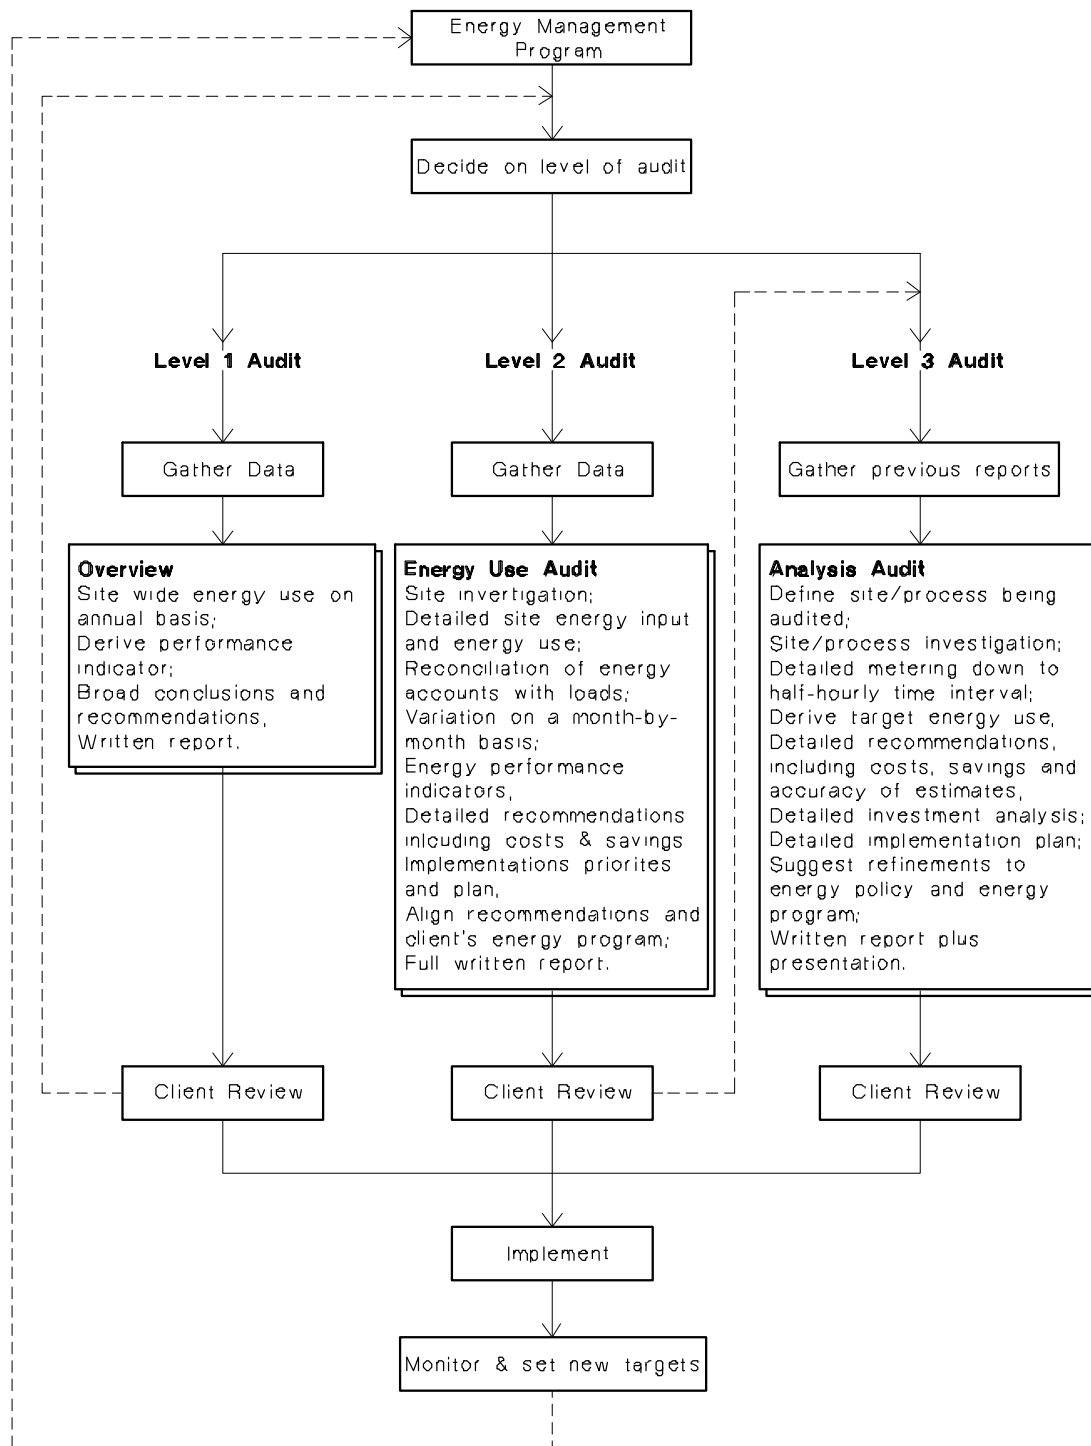 Energy Management
Program
Decide on level of audit
Level 1 Audit
Level 2 Audit
Level 3 Audit
Gather Data
Gather Data
Gather previous reports
Overview
Site wide energy use on
annual basis;
Derive performance
indicator;
Broad conclusions and
recommendations,
Written report.
Energy Use Audit
Site invertigation;
Detailed site energy input
and energy use;
Reconciliation of energy
accounts with loads;
Variation on a month-by-
month basis;
Energy performance
indicators,
Detailed recommendations
inlcuding costs & savings
Implementations priorites
and plan,
Align recommendations and
client's energy program;
Full written report.
Analysis Audit
Define site/process being
audited;
Site/process investigation;
Detailed metering down to
half-hourly time interval;
Derive target energy use,
Detailed recommendations,
including costs, savings and
accuracy of estimates,
Detailed investment analysis;
Detailed implementation plan;
Suggest refinements to
energy policy and energy
program;
Written report plus
presentation.
Client Review
Client Review
Client Review
Implement
Monitor & set new targets